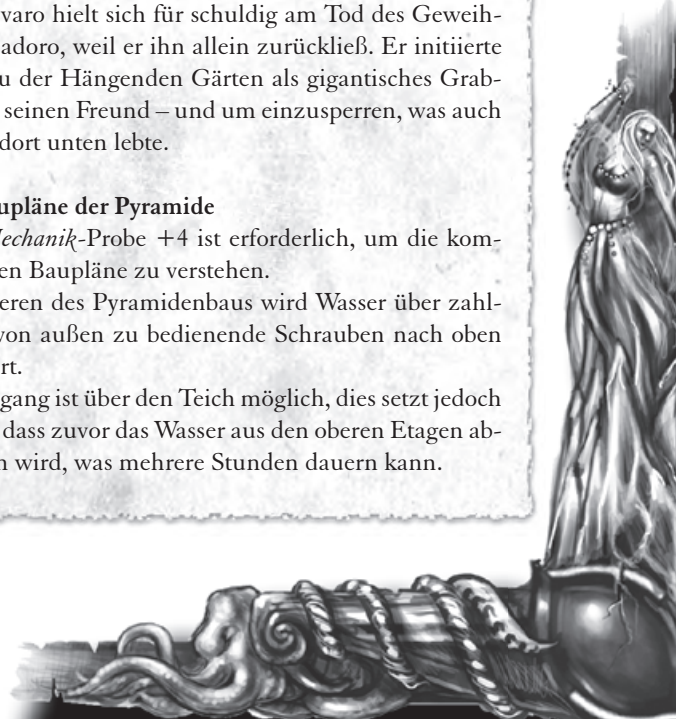 varo hielt sich für schuldig am Tod des Geweih-
adoro, weil er ihn allein zurückließ. Er initiierte
u der Hängenden Gärten als gigantisches Grab-
seinen Freund – und um einzusperren, was auch
dort unten lebte.
upläne der Pyramide
echanik-Probe +4 ist erforderlich, um die kom-
en Baupläne zu verstehen.
eren des Pyramidenbaus wird Wasser über zahl-
von außen zu bedienende Schrauben nach oben
rt.
gang ist über den Teich möglich, dies setzt jedoch
dass zuvor das Wasser aus den oberen Etagen ab-
n wird, was mehrere Stunden dauern kann.